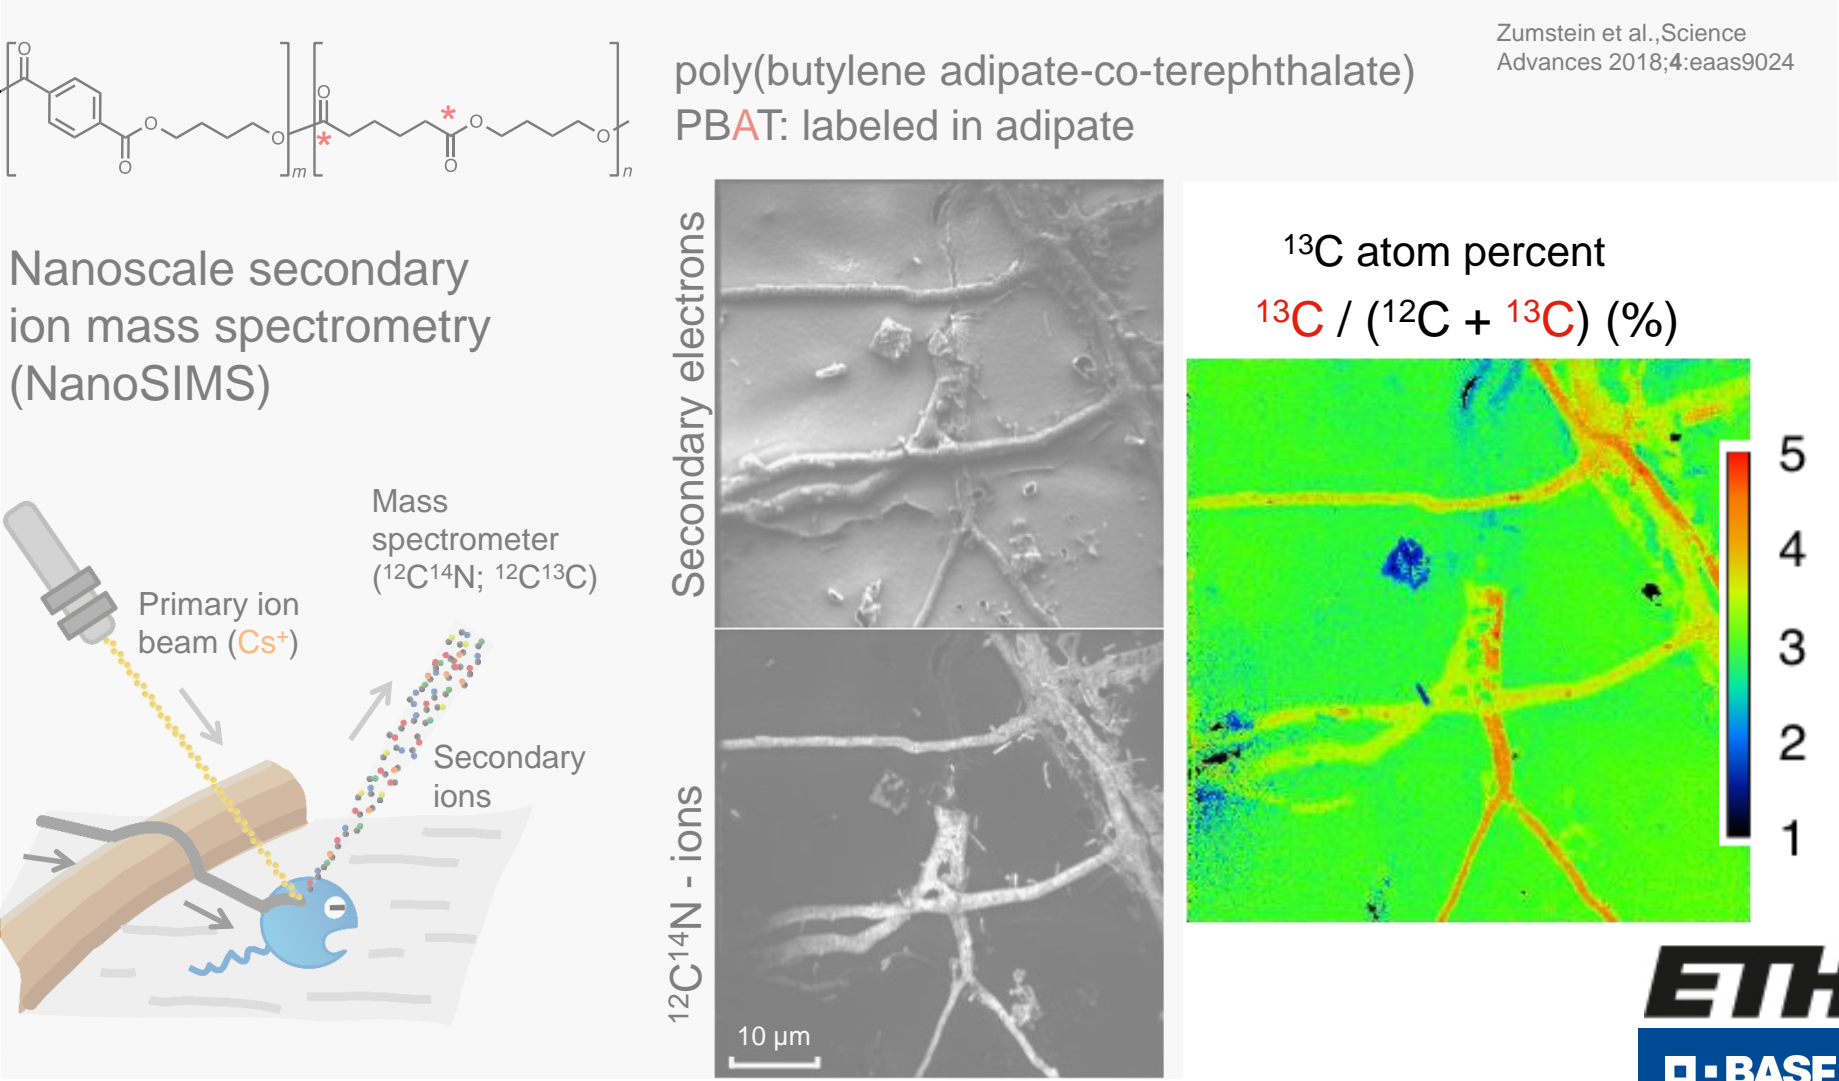 O
O
O
O
O
O
O
O
*
*
m
n
poly(butylene adipate-co-terephthalate)
PBAT: labeled in adipate
Zumstein et al.,Science
Advances 2018;4:eaas9024
Nanoscale secondary
ion mass spectrometry
(NanoSIMS)
Mass
spectrometer
(¹²C¹⁴N; ¹²C¹³C)
Primary ion
beam (Cs⁺)
Secondary
ions
Secondary electrons
¹²C¹⁴N - ions
10 µm
¹³C atom percent
¹³C / (¹²C + ¹³C) (%)
5
4
3
2
1
ETH
BASF